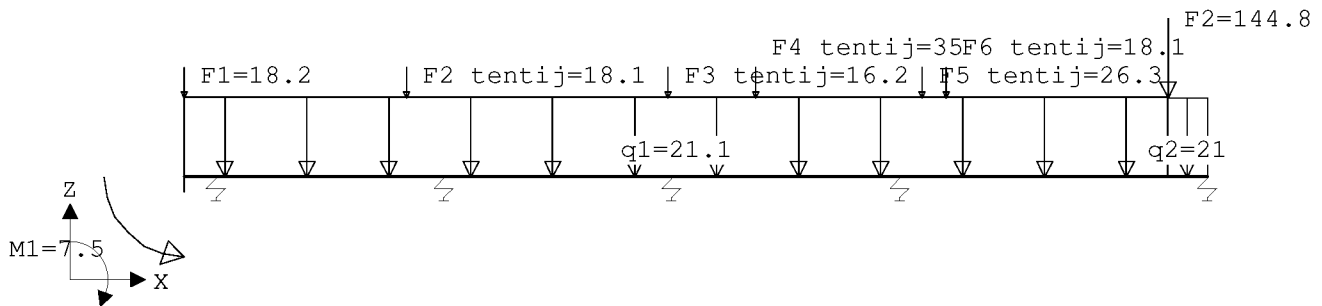 F2=144.8
F4 tentij=35F6 tentij=18.1
F1=18.2 F2 tentij=18.1 F3 tentij=16.2 F5 tentij=26.3
q1=21.1 q2=21
Z
M1=7.5
X